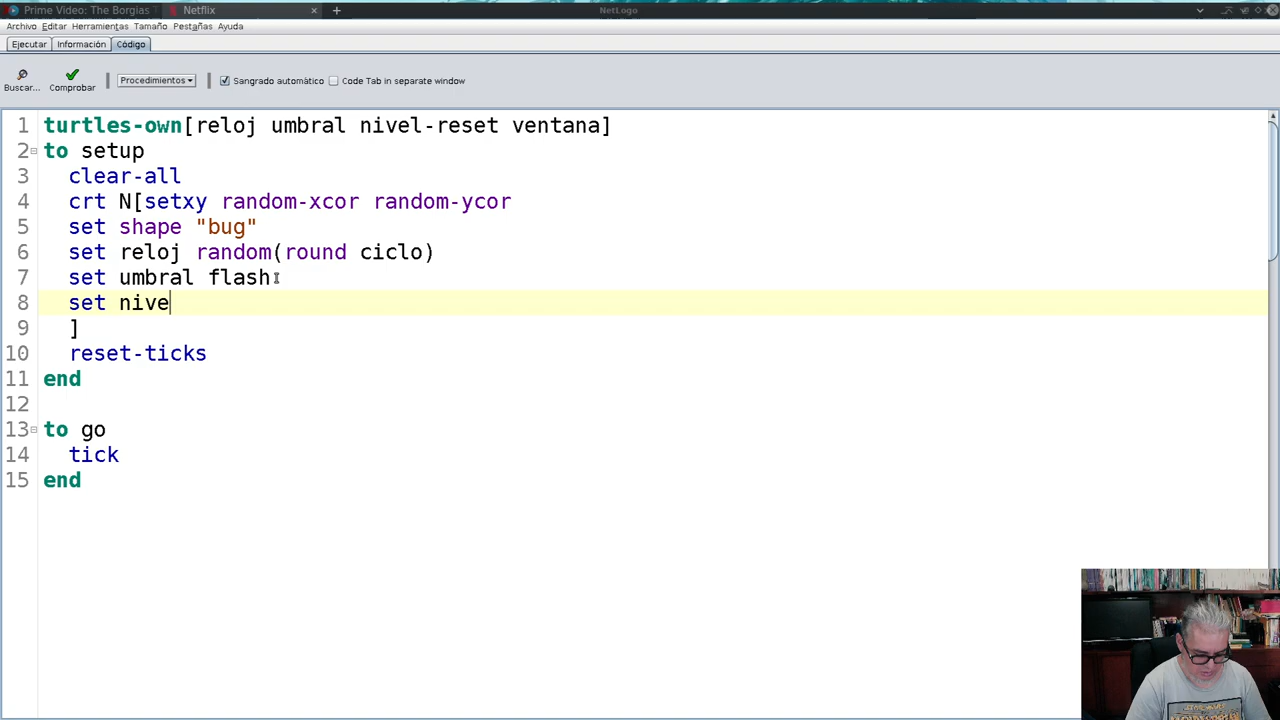 Prime Video: The Borgias
Netflix
NetLogo
Archivo Editar Herramientas Tamaño Pestañas Ayuda
Ejecutar Información Código
Buscar... Comprobar Procedimientos Sangrado automàtico Code Tab in separate window
1 turtles-own[reloj umbral nivel-reset ventana]
2 to setup
3 clear-all
4 crt N[setxy random-xcor random-ycor
5 set shape "bug"
6 set reloj random(round ciclo)
7 set umbral flash
8 set nive
9 ]
10 reset-ticks
11 end
12
13 to go
14 tick
15 end